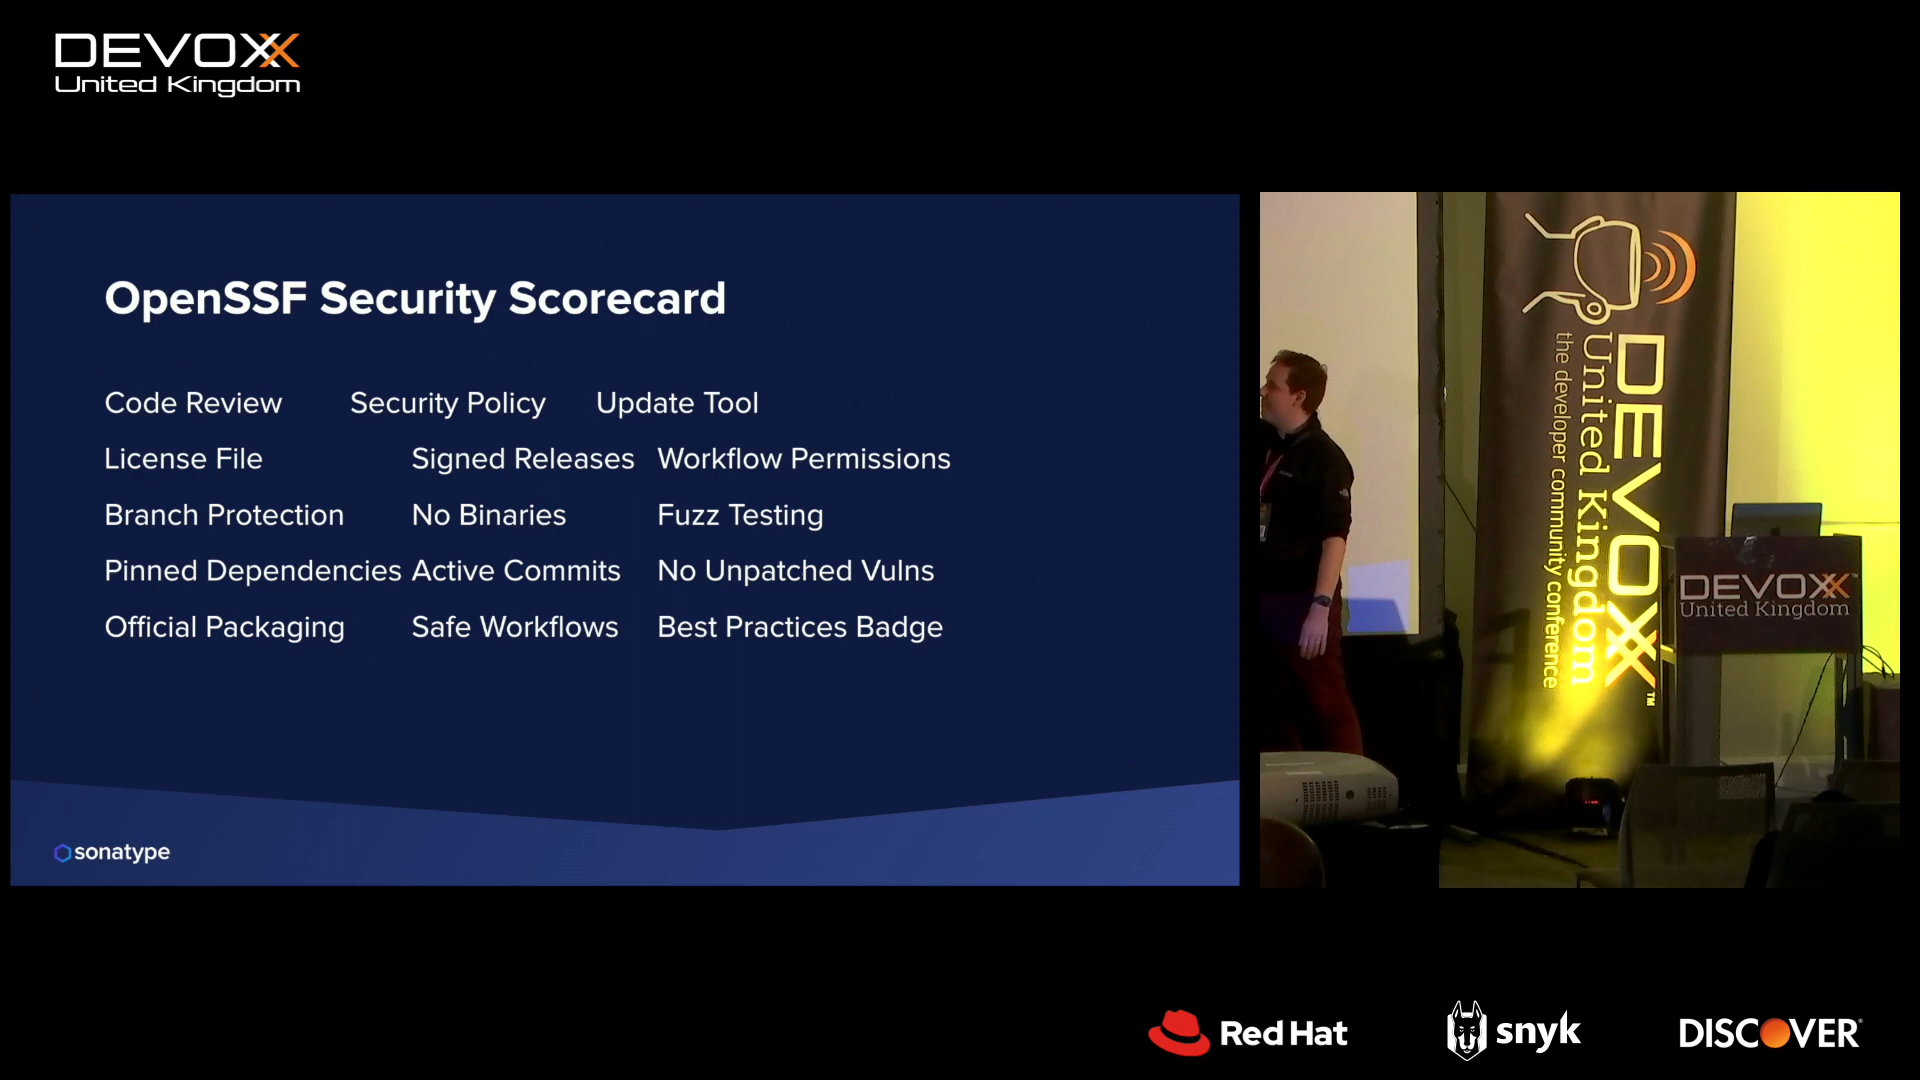 DEVOXX
United Kingdom
OpenSSF Security Scorecard
Code Review Security Policy Update Tool
License File Signed Releases Workflow Permissions
Branch Protection No Binaries Fuzz Testing
Pinned Dependencies Active Commits No Unpatched Vulns
Official Packaging Safe Workflows Best Practices Badge
sonatype
DEVOXX™
United Kingdom
the developer community conference
DEVOXX™
United Kingdom
Red Hat
snyk
DISCOVER®